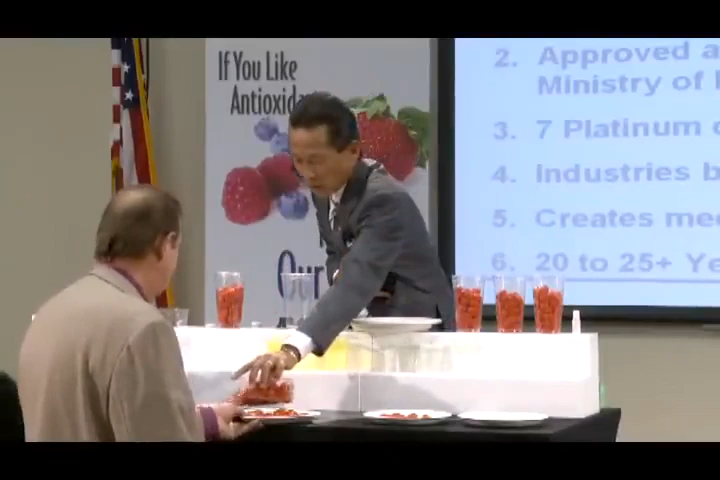 If You Like
2. Approved a
Ministry of
3. 7 Platinum
4. Industries
5. Creates me
6. 20 to 25+ Ye
Our